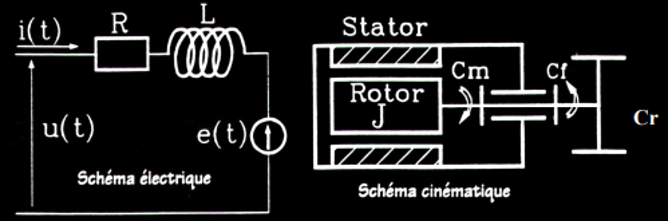 i(t) R L
u(t)
e(t)
Schéma électrique
Stator
Rotor
J
Cm
Cf
Cr
Schéma cinématique